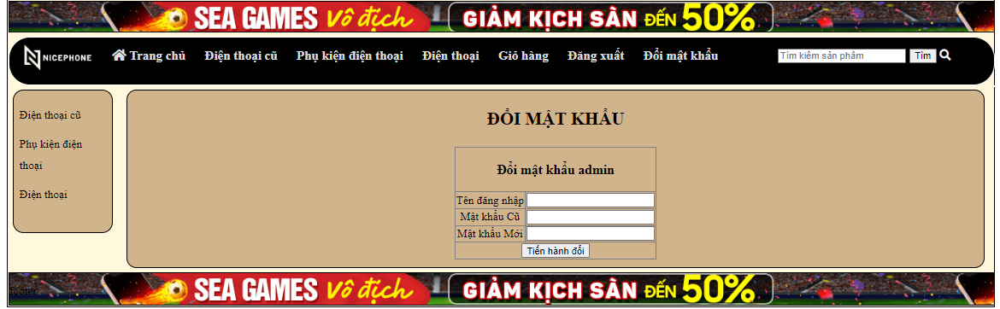 SEA GAMES Vô địch GIẢM KỊCH SÀN ĐẾN 50%
NICEPHONE Trang chủ Điện thoại cũ Phụ kiện điện thoại Điện thoại Giỏ hàng Đăng xuất Đổi mật khẩu Tìm kiếm sản phẩm Tìm
Điện thoại cũ
Phụ kiện điện
thoại
Điện thoại
ĐỔI MẬT KHẨU
Đổi mật khẩu admin
Tên đăng nhập
Mật khẩu Cũ
Mật khẩu Mới
Tiến hành đổi
SEA GAMES Vô địch GIẢM KỊCH SÀN ĐẾN 50%
footer